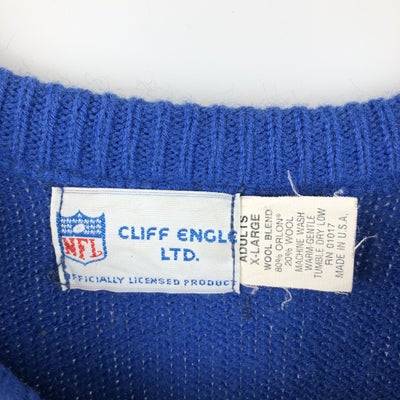 NFL
CLIFF ENGLE
LTD.
OFFICIALLY LICENSED PRODUCT
ADULTS
X-LARGE
WOOL BLEND
80% ORLON®
20% WOOL
MACHINE WASH
WARM-GENTLE
TUMBLE DRY LOW
RN 01017
MADE IN U.S.A.